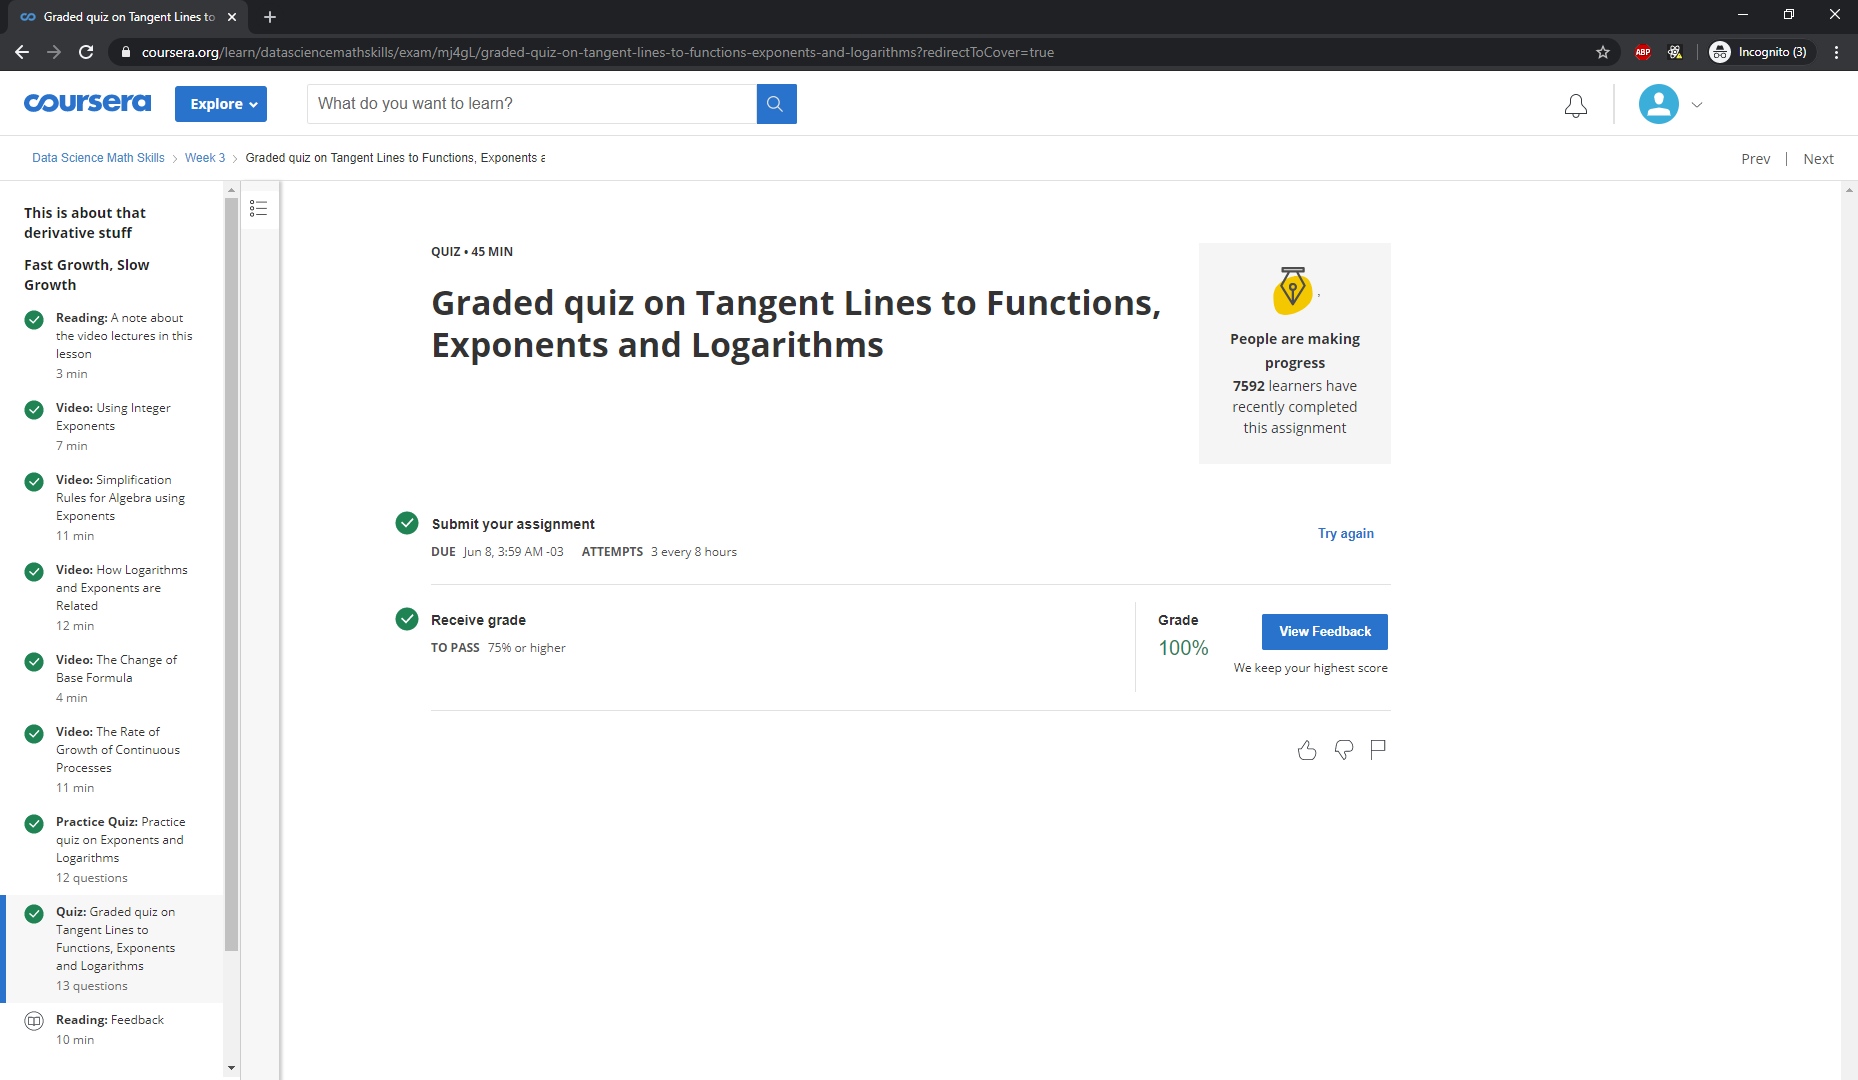 Graded quiz on Tangent Lines to
coursera.org/learn/datasciencemathskills/exam/mj4gL/graded-quiz-on-tangent-lines-to-functions-exponents-and-logarithms?redirectToCover=true
ABP
Incognito (3)
coursera
Explore
What do you want to learn?
Data Science Math Skills
Week 3
Graded quiz on Tangent Lines to Functions, Exponents a
Prev | Next
This is about that
derivative stuff
Fast Growth, Slow
Growth
Reading: A note about
the video lectures in this
lesson
3 min
Video: Using Integer
Exponents
7 min
Video: Simplification
Rules for Algebra using
Exponents
11 min
Video: How Logarithms
and Exponents are
Related
12 min
Video: The Change of
Base Formula
4 min
Video: The Rate of
Growth of Continuous
Processes
11 min
Practice Quiz: Practice
quiz on Exponents and
Logarithms
12 questions
Quiz: Graded quiz on
Tangent Lines to
Functions, Exponents
and Logarithms
13 questions
Reading: Feedback
10 min
QUIZ • 45 MIN
Graded quiz on Tangent Lines to Functions,
Exponents and Logarithms
People are making
progress
7592 learners have
recently completed
this assignment
Submit your assignment
DUE Jun 8, 3:59 AM -03 ATTEMPTS 3 every 8 hours
Try again
Receive grade
TO PASS 75% or higher
Grade
100%
View Feedback
We keep your highest score